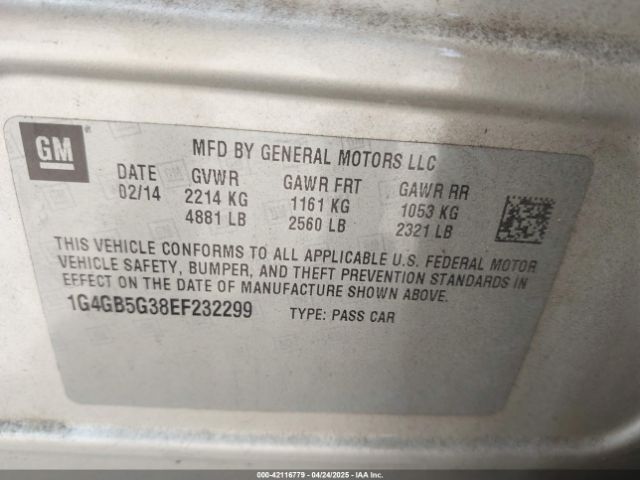 GM ®
MFD BY GENERAL MOTORS LLC
DATE GVWR GAWR FRT GAWR RR
02/14 2214 KG 1161 KG 1053 KG
4881 LB 2560 LB 2321 LB
THIS VEHICLE CONFORMS TO ALL APPLICABLE U.S. FEDERAL MOTOR
VEHICLE SAFETY, BUMPER, AND THEFT PREVENTION STANDARDS IN
EFFECT ON THE DATE OF MANUFACTURE SHOWN ABOVE.
1G4GB5G38EF232299 TYPE: PASS CAR
000-42116779 - 04/24/2025 - IAA Inc.